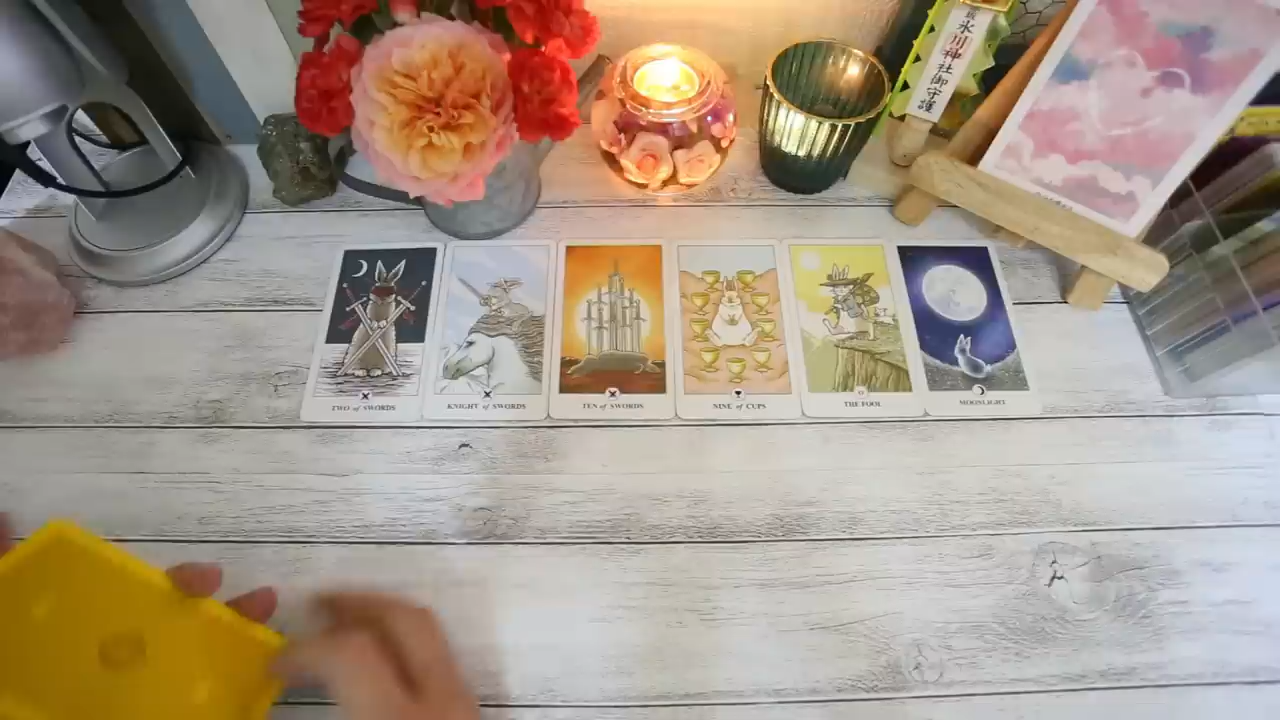 氷川神社御守護
TWO of SWORDS
KNIGHT of SWORDS
TEN of SWORDS
NINE of CUPS
THE FOOL
MOONLIGHT